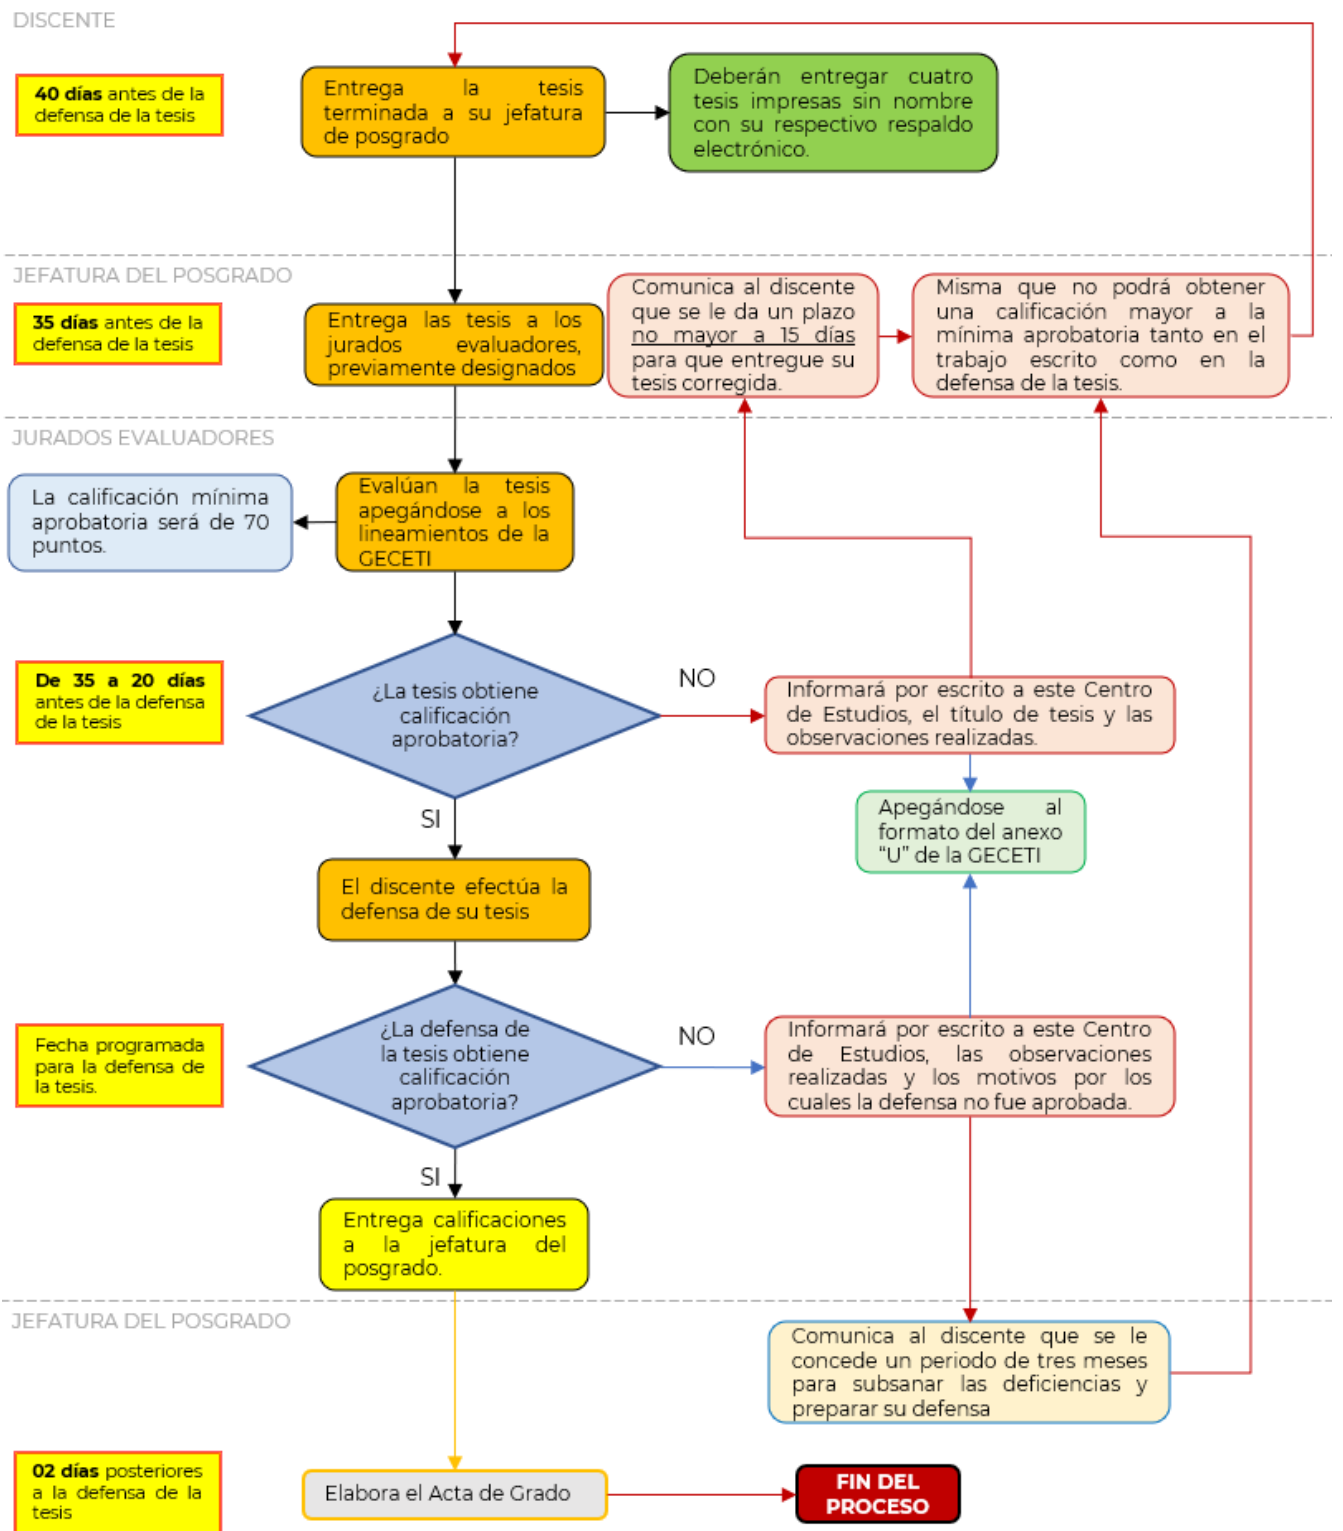 DISCENTE
40 días antes de la
defensa de la tesis
Entrega la tesis
terminada a su jefatura
de posgrado
Deberán entregar cuatro
tesis impresas sin nombre
con su respectivo respaldo
electrónico.
JEFATURA DEL POSGRADO
35 días antes de la
defensa de la tesis
Entrega las tesis a los
jurados evaluadores,
previamente designados
Comunica al discente
que se le da un plazo
no mayor a 15 días
para que entregue su
tesis corregida.
Misma que no podrá obtener
una calificación mayor a la
mínima aprobatoria tanto en el
trabajo escrito como en la
defensa de la tesis.
JURADOS EVALUADORES
La calificación mínima
aprobatoria será de 70
puntos.
Evalúan la tesis
apegándose a los
lineamientos de la
GECETI
De 35 a 20 días
antes de la defensa
de la tesis
¿La tesis obtiene
calificación
aprobatoria?
NO
Informará por escrito a este Centro
de Estudios, el título de tesis y las
observaciones realizadas.
SI
Apegándose al
formato del anexo
“U” de la GECETI
El discente efectúa la
defensa de su tesis
Fecha programada
para la defensa de
la tesis.
¿La defensa de
la tesis obtiene
calificación
aprobatoria?
NO
Informará por escrito a este Centro
de Estudios, las observaciones
realizadas y los motivos por los
cuales la defensa no fue aprobada.
SI
Entrega calificaciones
a la jefatura del
posgrado.
JEFATURA DEL POSGRADO
Comunica al discente que se le
concede un periodo de tres meses
para subsanar las deficiencias y
preparar su defensa
02 días posteriores
a la defensa de la
tesis
Elabora el Acta de Grado
FIN DEL
PROCESO